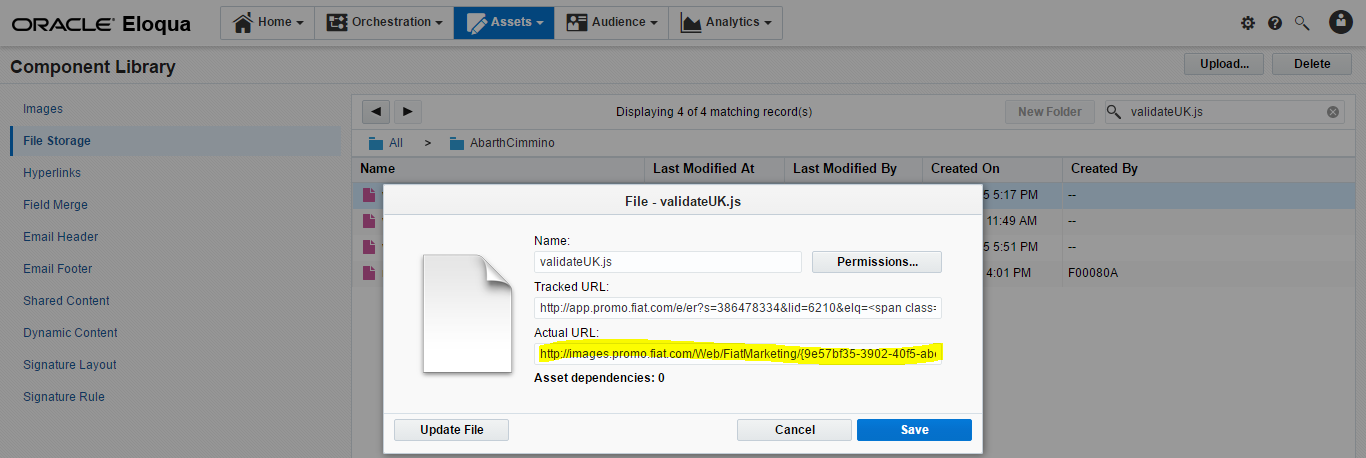 ORACLE Eloqua Home Orchestration Assets Audience Analytics
Component Library Upload... Delete
Images
File Storage
Hyperlinks
Field Merge
Email Header
Email Footer
Shared Content
Dynamic Content
Signature Layout
Signature Rule
Displaying 4 of 4 matching record(s) New Folder validateUK.js
All > AbarthCimmino
Name Last Modified At Last Modified By Created On Created By
5 5:17 PM --
11:49 AM --
5 5:51 PM --
4:01 PM F00080A
File - validateUK.js
Name:
validateUK.js Permissions...
Tracked URL:
http://app.promo.fiat.com/e/er?s=386478334&lid=6210&elq=<span class=
Actual URL:
http://images.promo.fiat.com/Web/FiatMarketing/{9e57bf35-3902-40f5-abe
Asset dependencies: 0
Update File Cancel Save